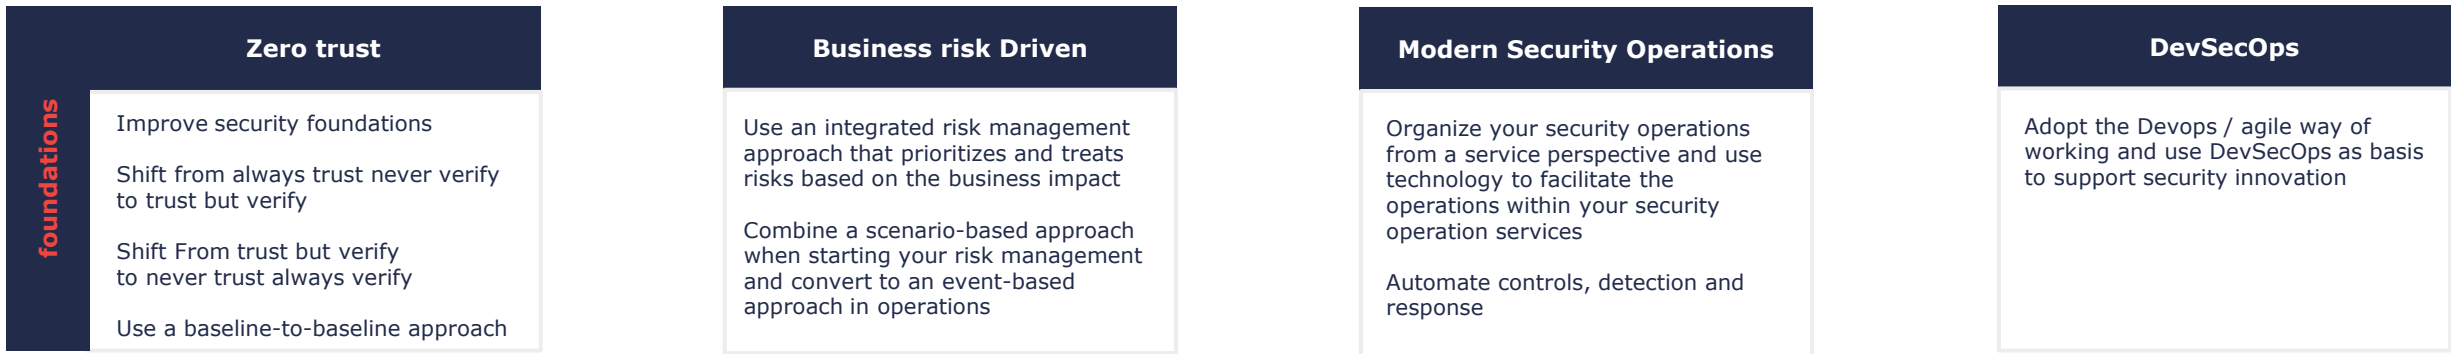 foundations
Zero trust
Improve security foundations
Shift from always trust never verify
to trust but verify
Shift From trust but verify
to never trust always verify
Use a baseline-to-baseline approach
Business risk Driven
Use an integrated risk management
approach that prioritizes and treats
risks based on the business impact
Combine a scenario-based approach
when starting your risk management
and convert to an event-based
approach in operations
Modern Security Operations
Organize your security operations
from a service perspective and use
technology to facilitate the
operations within your security
operation services
Automate controls, detection and
response
DevSecOps
Adopt the Devops / agile way of
working and use DevSecOps as basis
to support security innovation